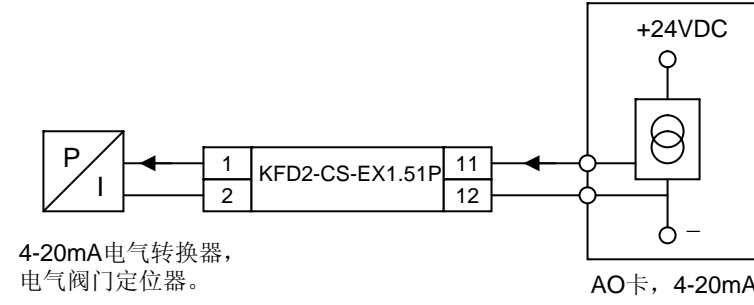 +24VDC
P
I
1
KFD2-CS-EX1.51P
11
2
12
−
4-20mA电气转换器，
电气阀门定位器。
AO卡，4-20mA